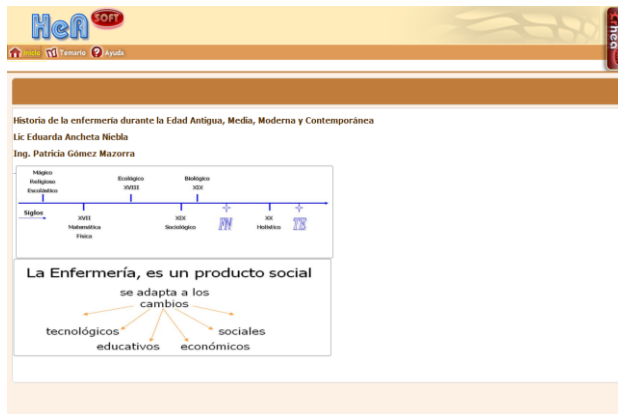 HeA SOFT
Inicio Temario Ayuda
Historia de la enfermería durante la Edad Antigua, Media, Moderna y Contemporánea
Lic Eduarda Ancheta Niebla
Ing. Patricia Gómez Mazorra
Mágico
Religioso
Escolástico
Ecológico
XVIII
Biológico
XIX
Siglos
XVII
Matemática
Física
XIX
Sociológico
FN
XX
Holístico
TE
La Enfermería, es un producto social
se adapta a los
cambios
tecnológicos
sociales
educativos
económicos